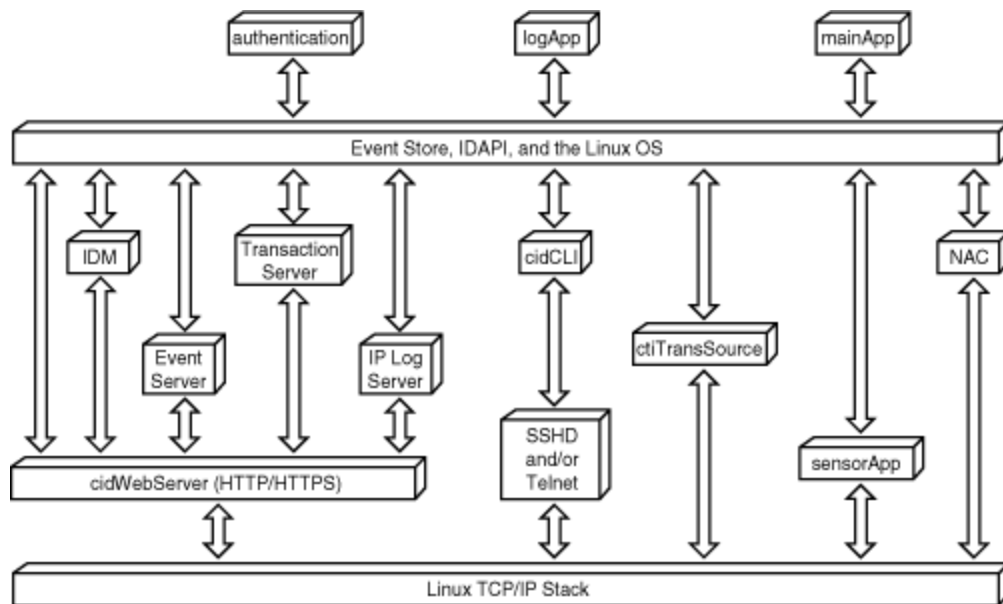 authentication
logApp
mainApp
Event Store, IDAPI, and the Linux OS
IDM
Transaction
Server
cidCLI
NAC
Event
Server
IP Log
Server
ctiTransSource
SSHD
and/or
Telnet
sensorApp
cidWebServer (HTTP/HTTPS)
Linux TCP/IP Stack